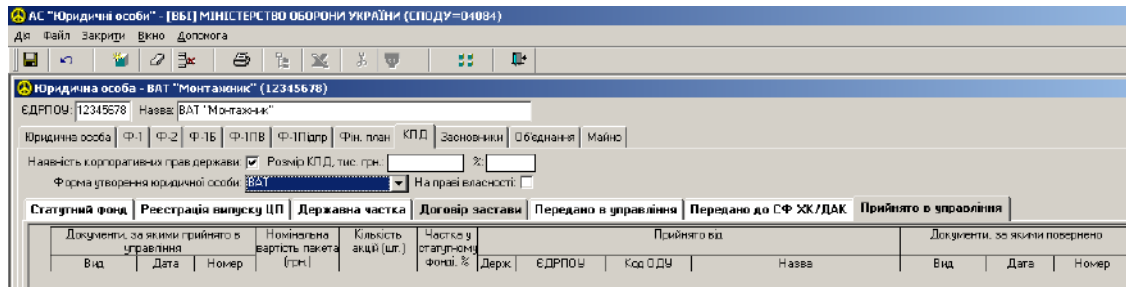 АС "Юридичні особи" - [ВБІ] МІНІСТЕРСТВО ОБОРОНИ УКРАЇНИ (СПОДУ=04084)
Дія Файл Закрити Вікно Допомога
Юридична особа - ВАТ "Монтажник" (12345678)
ЄДРПОУ: 12345678 Назва: ВАТ "Монтажник"
Юридична особа Ф-1 Ф-2 Ф-1Б Ф-1ПВ Ф-1Підпр Фін. план КПД Засновники Об'єднання Майно
Наявність корпоративних прав держави: Розмір КПД, тис. грн.: %:
Форма утворення юридичної особи: ВАТ На праві власності:
Статутний фонд Реєстрація випуску ЦП Державна частка Договір застави Передано в управління Передано до СФ ХК/ДАК Прийнято в управління
Документи, за якими прийнято в управління Номінальна вартість пакета (грн.) Кількість акцій (шт.) Частка у статутному фонді, % Прийнято від Документи, за якими повернено
Вид Дата Номер Держ. ЄДРПОУ Код ОДУ Назва Вид Дата Номер